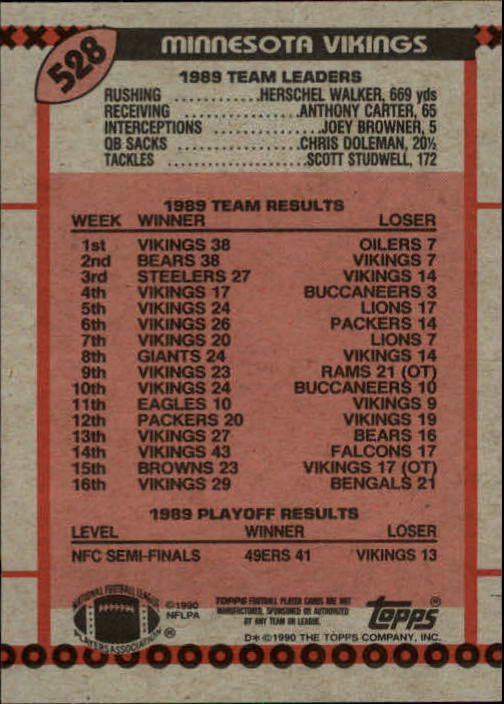 528
MINNESOTA VIKINGS
1989 TEAM LEADERS
RUSHING ............HERSCHEL WALKER, 669 yds
RECEIVING ....................ANTHONY CARTER, 65
INTERCEPTIONS ....................JOEY BROWNER, 5
QB SACKS ....................CHRIS DOLEMAN, 20½
TACKLES ....................SCOTT STUDWELL, 172
1989 TEAM RESULTS
WEEK WINNER LOSER
1st VIKINGS 38 OILERS 7
2nd BEARS 38 VIKINGS 7
3rd STEELERS 27 VIKINGS 14
4th VIKINGS 17 BUCCANEERS 3
5th VIKINGS 24 LIONS 17
6th VIKINGS 26 PACKERS 14
7th VIKINGS 20 LIONS 7
8th GIANTS 24 VIKINGS 14
9th VIKINGS 23 RAMS 21 (OT)
10th VIKINGS 24 BUCCANEERS 10
11th EAGLES 10 VIKINGS 9
12th PACKERS 20 VIKINGS 19
13th VIKINGS 27 BEARS 16
14th VIKINGS 43 FALCONS 17
15th BROWNS 23 VIKINGS 17 (OT)
16th VIKINGS 29 BENGALS 21
1989 PLAYOFF RESULTS
LEVEL WINNER LOSER
NFC SEMI-FINALS 49ERS 41 VIKINGS 13
NATIONAL FOOTBALL LEAGUE
PLAYERS ASSOCIATION ®
©1990
NFLPA
TOPPS FOOTBALL PLAYER CARDS ARE NOT
MANUFACTURED, SPONSORED OR AUTHORIZED
BY ANY TEAM OR LEAGUE.
TOPPS ®
D* ©1990 THE TOPPS COMPANY, INC.